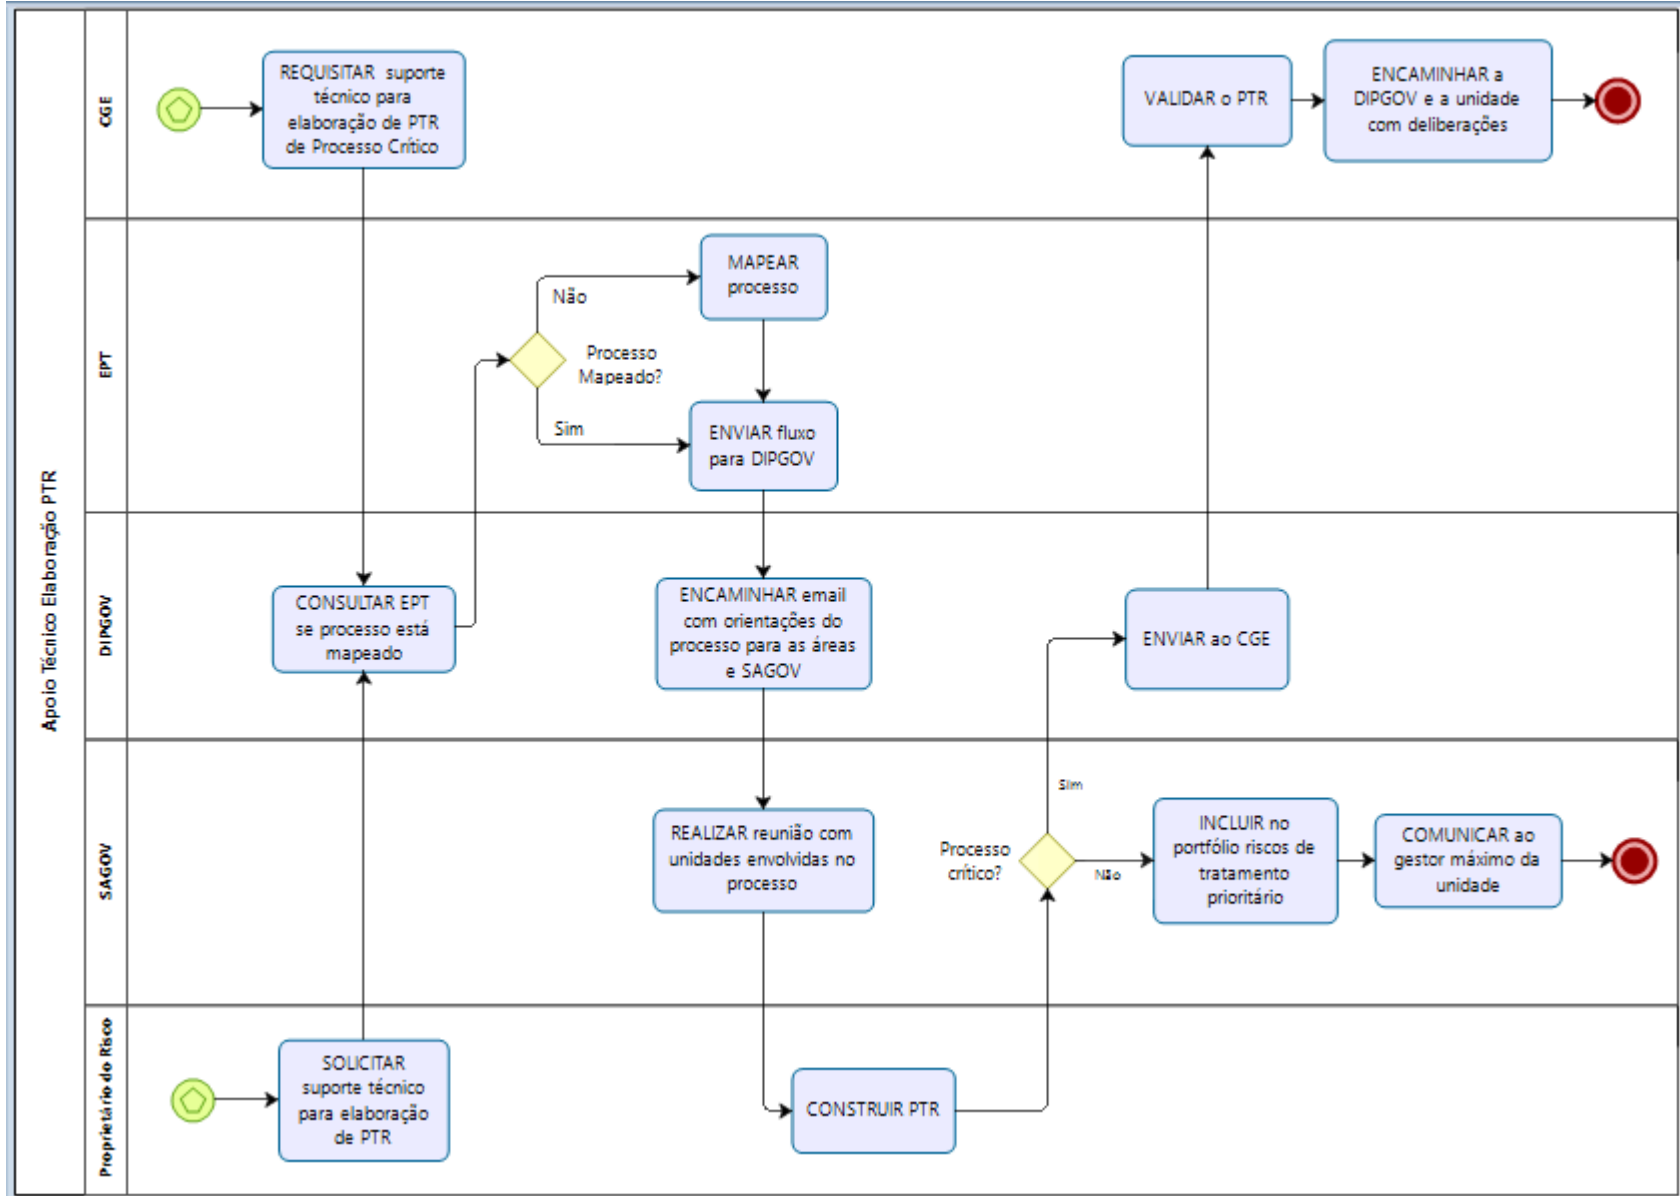 Apoio Técnico Elaboração PTR
CGE
REQUISITAR suporte
técnico para
elaboração de PTR
de Processo Crítico
VALIDAR o PTR
ENCAMINHAR a
DIPGOV e a unidade
com deliberações
EPT
MAPEAR
processo
Não
Processo
Mapeado?
Sim
ENVIAR fluxo
para DIPGOV
DIPGOV
CONSULTAR EPT
se processo está
mapeado
ENCAMINHAR email
com orientações do
processo para as áreas
e SAGOV
ENVIAR ao CGE
SAGOV
REALIZAR reunião com
unidades envolvidas no
processo
Processo
crítico?
Sim
Não
INCLUIR no
portfólio riscos de
tratamento
prioritário
COMUNICAR ao
gestor máximo da
unidade
Proprietário do Risco
SOLICITAR
suporte técnico
para elaboração
de PTR
CONSTRUIR PTR